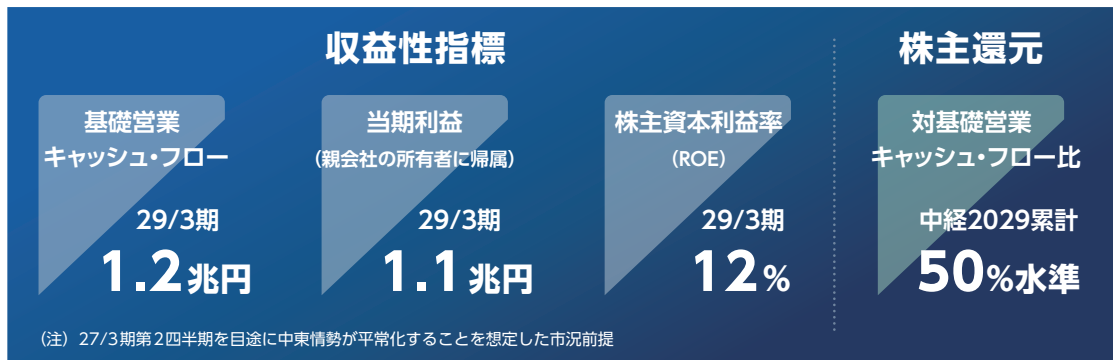 収益性指標
株主還元
基礎営業
キャッシュ・フロー
29/3期
1.2兆円
当期利益
(親会社の所有者に帰属)
29/3期
1.1兆円
株主資本利益率
(ROE)
29/3期
12%
対基礎営業
キャッシュ・フロー比
中経2029累計
50%水準
(注) 27/3期第2四半期を目途に中東情勢が平常化することを想定した市況前提